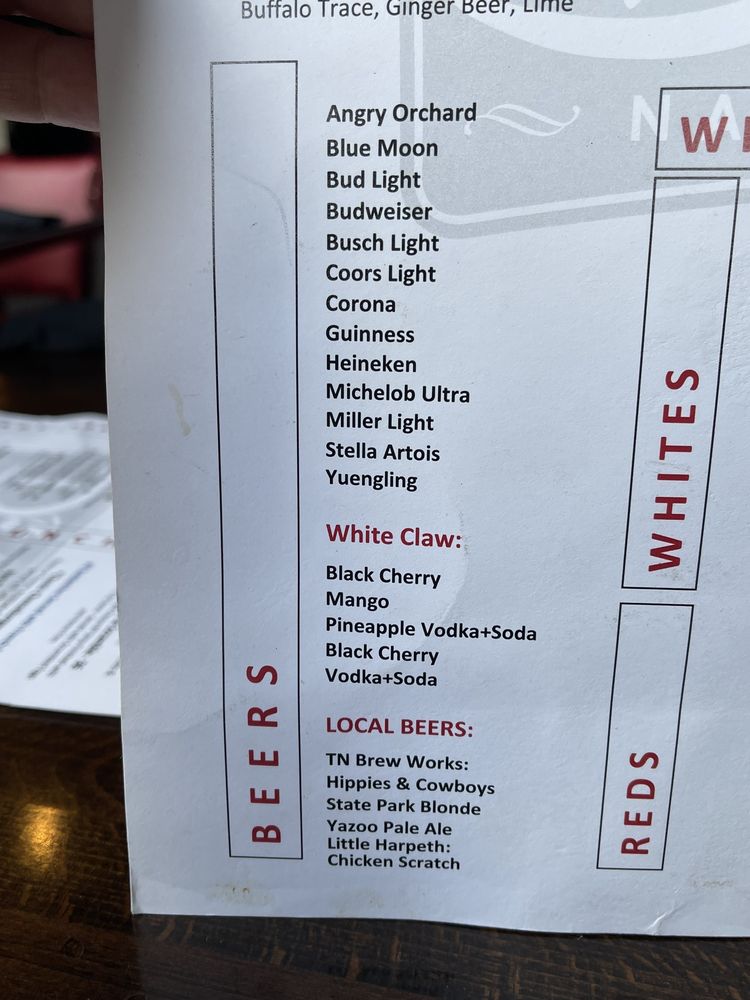 Buffalo Trace, Ginger Beer, Lime
Angry Orchard
Blue Moon
Bud Light
Budweiser
Busch Light
Coors Light
Corona
Guinness
Heineken
Michelob Ultra
Miller Light
Stella Artois
Yuengling
White Claw:
Black Cherry
Mango
Pineapple Vodka+Soda
Black Cherry
Vodka+Soda
LOCAL BEERS:
TN Brew Works:
Hippies & Cowboys
State Park Blonde
Yazoo Pale Ale
Little Harpeth:
Chicken Scratch
BEERS
WHITES
REDS